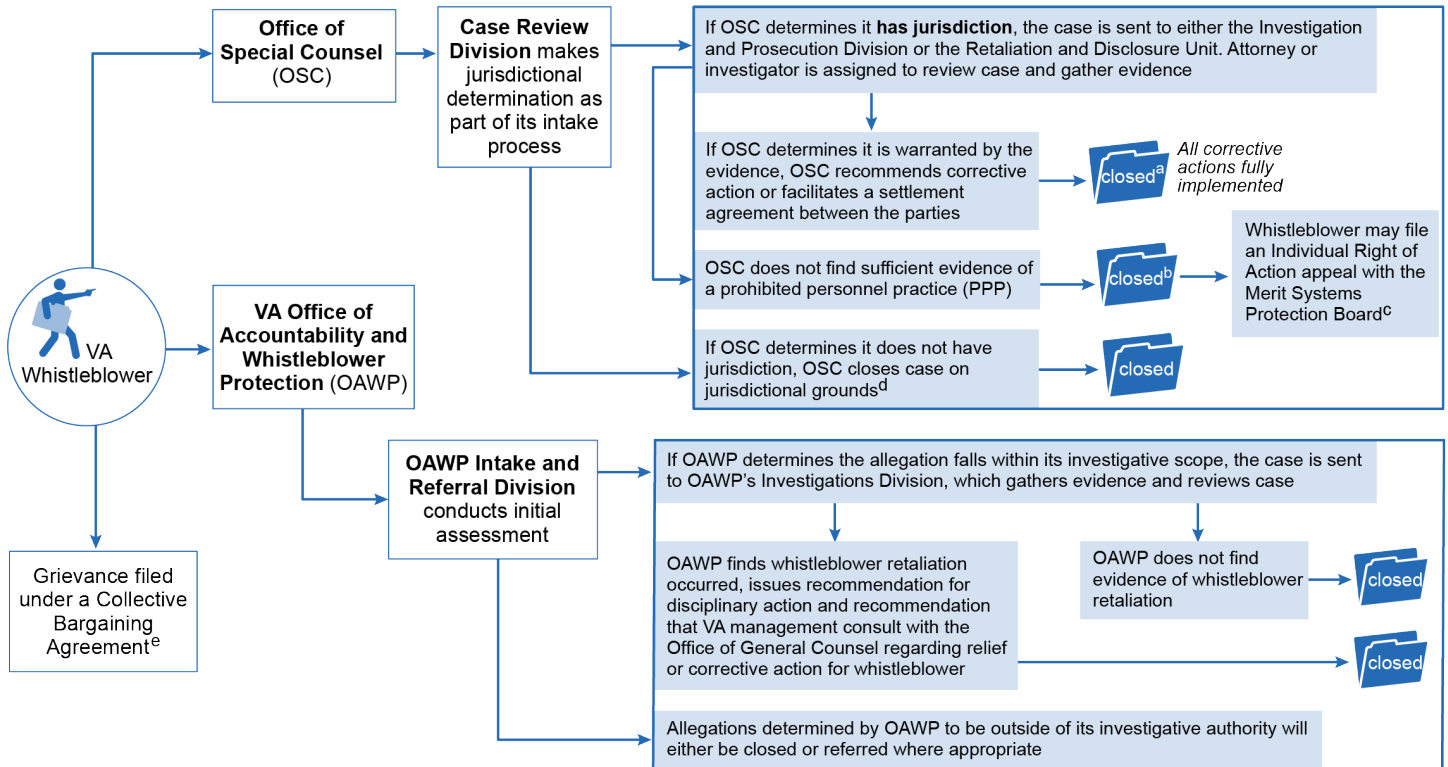 Office of
Special Counsel
(OSC)
Case Review
Division makes
jurisdictional
determination as
part of its intake
process
If OSC determines it has jurisdiction, the case is sent to either the Investigation
and Prosecution Division or the Retaliation and Disclosure Unit. Attorney or
investigator is assigned to review case and gather evidence
If OSC determines it is warranted by the
evidence, OSC recommends corrective
action or facilitates a settlement
agreement between the parties
closedᵃ
All corrective
actions fully
implemented
OSC does not find sufficient evidence of
a prohibited personnel practice (PPP)
closedᵇ
Whistleblower may file
an Individual Right of
Action appeal with the
Merit Systems
Protection Boardᶜ
If OSC determines it does not have
jurisdiction, OSC closes case on
jurisdictional groundsᵈ
closed
VA
Whistleblower
VA Office of
Accountability and
Whistleblower
Protection (OAWP)
OAWP Intake and
Referral Division
conducts initial
assessment
If OAWP determines the allegation falls within its investigative scope, the case is sent
to OAWP’s Investigations Division, which gathers evidence and reviews case
OAWP finds whistleblower retaliation
occurred, issues recommendation for
disciplinary action and recommendation
that VA management consult with the
Office of General Counsel regarding relief
or corrective action for whistleblower
closed
OAWP does not find
evidence of whistleblower
retaliation
closed
Allegations determined by OAWP to be outside of its investigative authority will
either be closed or referred where appropriate
Grievance filed
under a Collective
Bargaining
Agreementᵉ